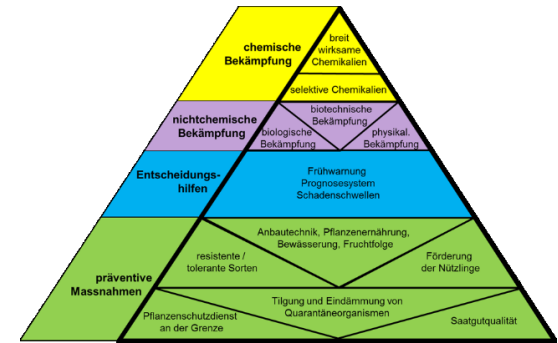 chemische
Bekämpfung
breit
wirksame
Chemikalien
selektive Chemikalien
nichtchemische
Bekämpfung
biotechnische
Bekämpfung
biologische
Bekämpfung
physikal.
Bekämpfung
Entscheidungs-
hilfen
Frühwarnung
Prognosesystem
Schadenschwellen
präventive
Massnahmen
Anbautechnik, Pflanzenernährung,
Bewässerung, Fruchtfolge
resistente /
tolerante Sorten
Förderung
der Nützlinge
Tilgung und Eindämmung von
Quarantäneorganismen
Pflanzenschutzdienst
an der Grenze
Saatgutqualität